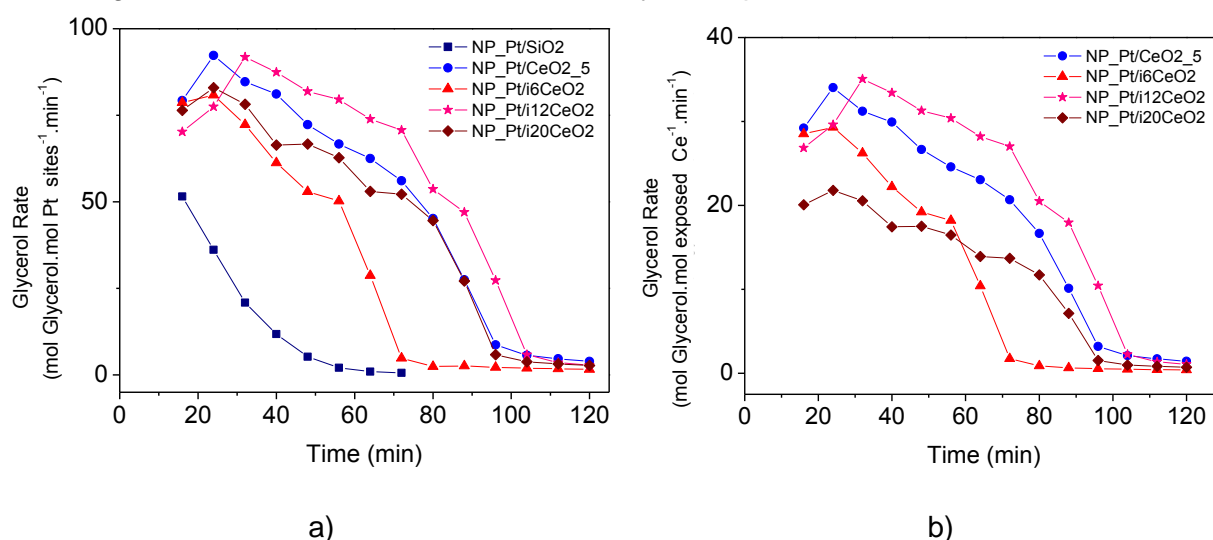 100
50
0
0
20
40
60
80
100
120
Glycerol Rate
(mol Glycerol.mol Pt sites-1.min-1)
Time (min)
NP_Pt/SiO2
NP_Pt/CeO2_5
NP_Pt/i6CeO2
NP_Pt/i12CeO2
NP_Pt/i20CeO2
a)
40
20
0
0
20
40
60
80
100
120
Glycerol Rate
(mol Glycerol.mol exposed Ce-1.min-1)
Time (min)
NP_Pt/CeO2_5
NP_Pt/i6CeO2
NP_Pt/i12CeO2
NP_Pt/i20CeO2
b)